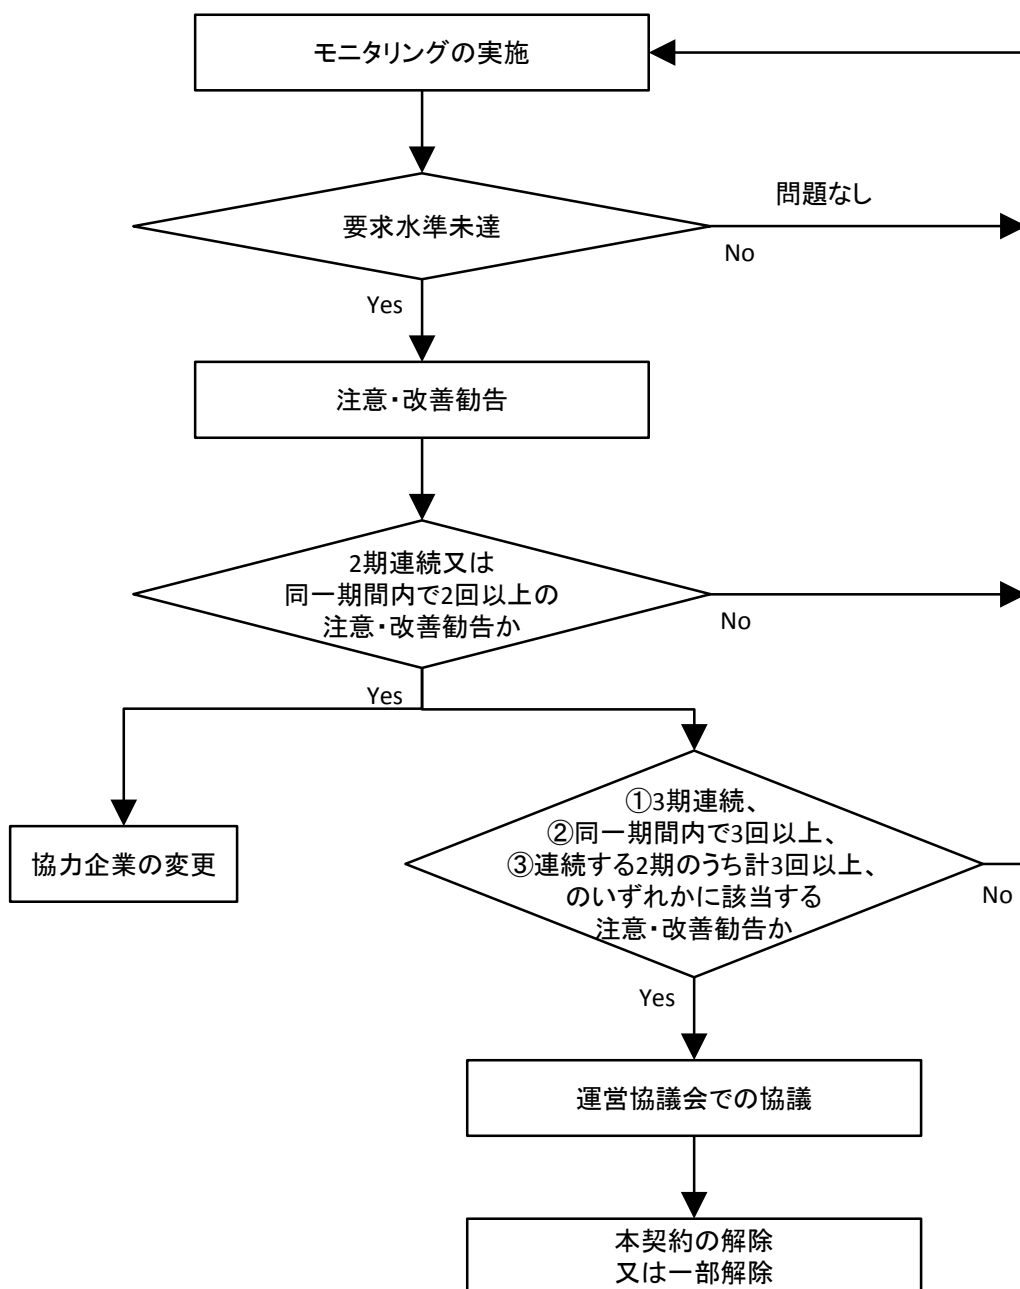 モニタリングの実施
要求水準未達
問題なし
No
Yes
注意・改善勧告
2期連続又は
同一期間内で2回以上の
注意・改善勧告か
No
Yes
協力企業の変更
①3期連続、
②同一期間内で3回以上、
③連続する2期のうち計3回以上、
のいずれかに該当する
注意・改善勧告か
No
Yes
運営協議会での協議
本契約の解除
又は一部解除